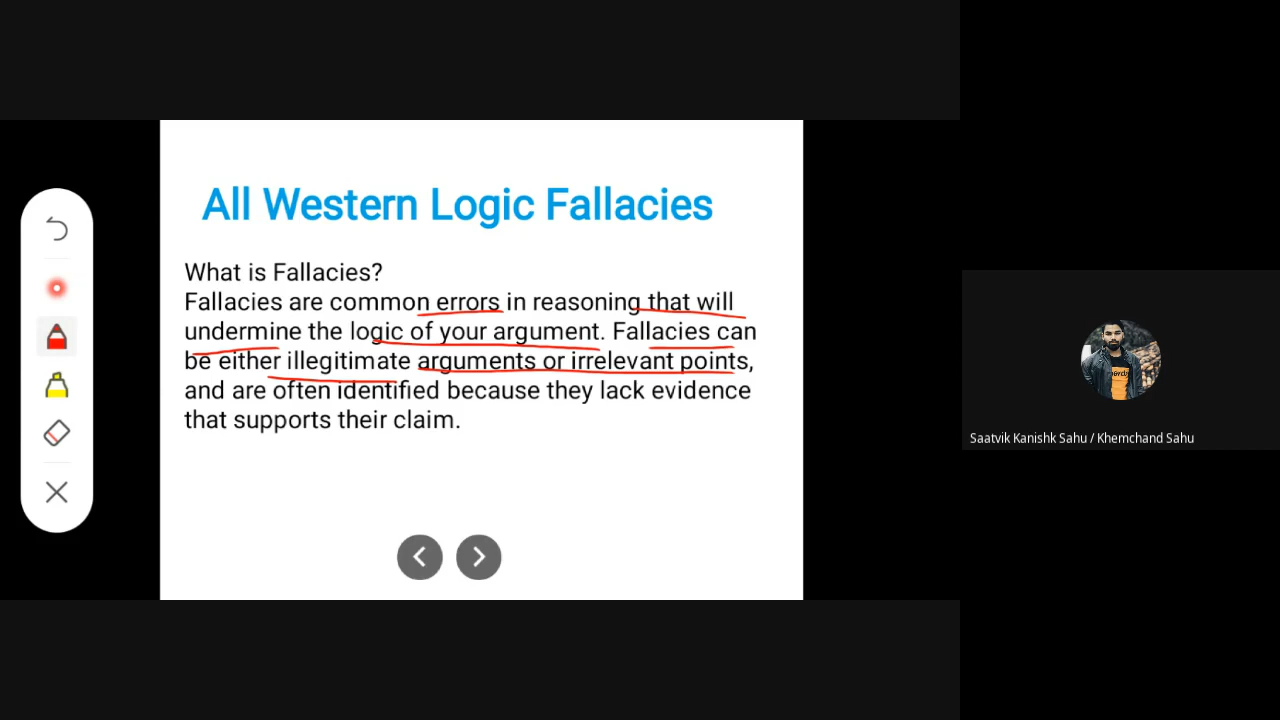 All Western Logic Fallacies
What is Fallacies?
Fallacies are common errors in reasoning that will
undermine the logic of your argument. Fallacies can
be either illegitimate arguments or irrelevant points,
and are often identified because they lack evidence
that supports their claim.
Saatvik Kanishk Sahu / Khemchand Sahu